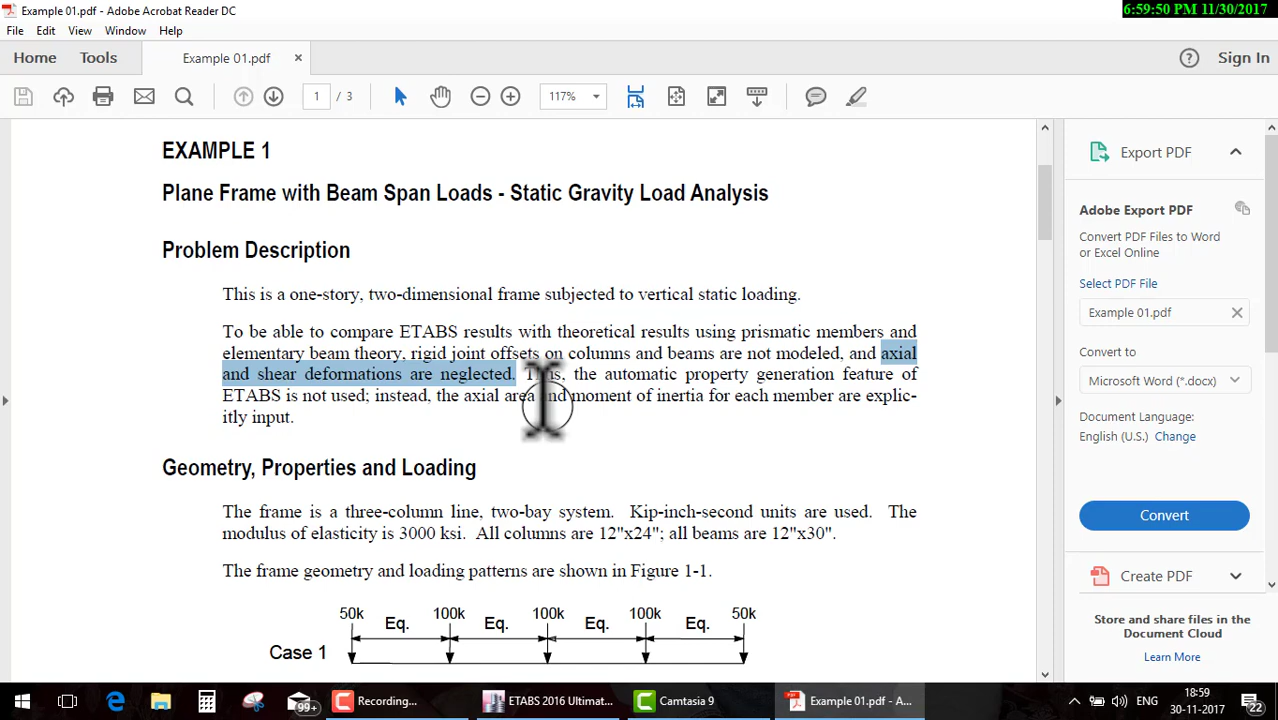 Example 01.pdf - Adobe Acrobat Reader DC
6:59:50 PM 11/30/2017
File Edit View Window Help
Home Tools Example 01.pdf × ? Sign In
1 / 3 117%
EXAMPLE 1
Plane Frame with Beam Span Loads - Static Gravity Load Analysis
Problem Description
This is a one-story, two-dimensional frame subjected to vertical static loading.
To be able to compare ETABS results with theoretical results using prismatic members and
elementary beam theory, rigid joint offsets on columns and beams are not modeled, and axial
and shear deformations are neglected. Thus, the automatic property generation feature of
ETABS is not used; instead, the axial area and moment of inertia for each member are explic-
itly input.
Geometry, Properties and Loading
The frame is a three-column line, two-bay system. Kip-inch-second units are used. The
modulus of elasticity is 3000 ksi. All columns are 12"x24"; all beams are 12"x30".
The frame geometry and loading patterns are shown in Figure 1-1.
50k 100k 100k 100k 50k
Eq. Eq. Eq. Eq.
Case 1
Export PDF
Adobe Export PDF
Convert PDF Files to Word
or Excel Online
Select PDF File
Example 01.pdf
Convert to
Microsoft Word (*.docx)
Document Language:
English (U.S.) Change
Convert
Create PDF
Store and share files in the
Document Cloud
Learn More
99+
Recording...
ETABS 2016 Ultimat...
Camtasia 9
Example 01.pdf - A...
ENG
18:59
30-11-2017
22